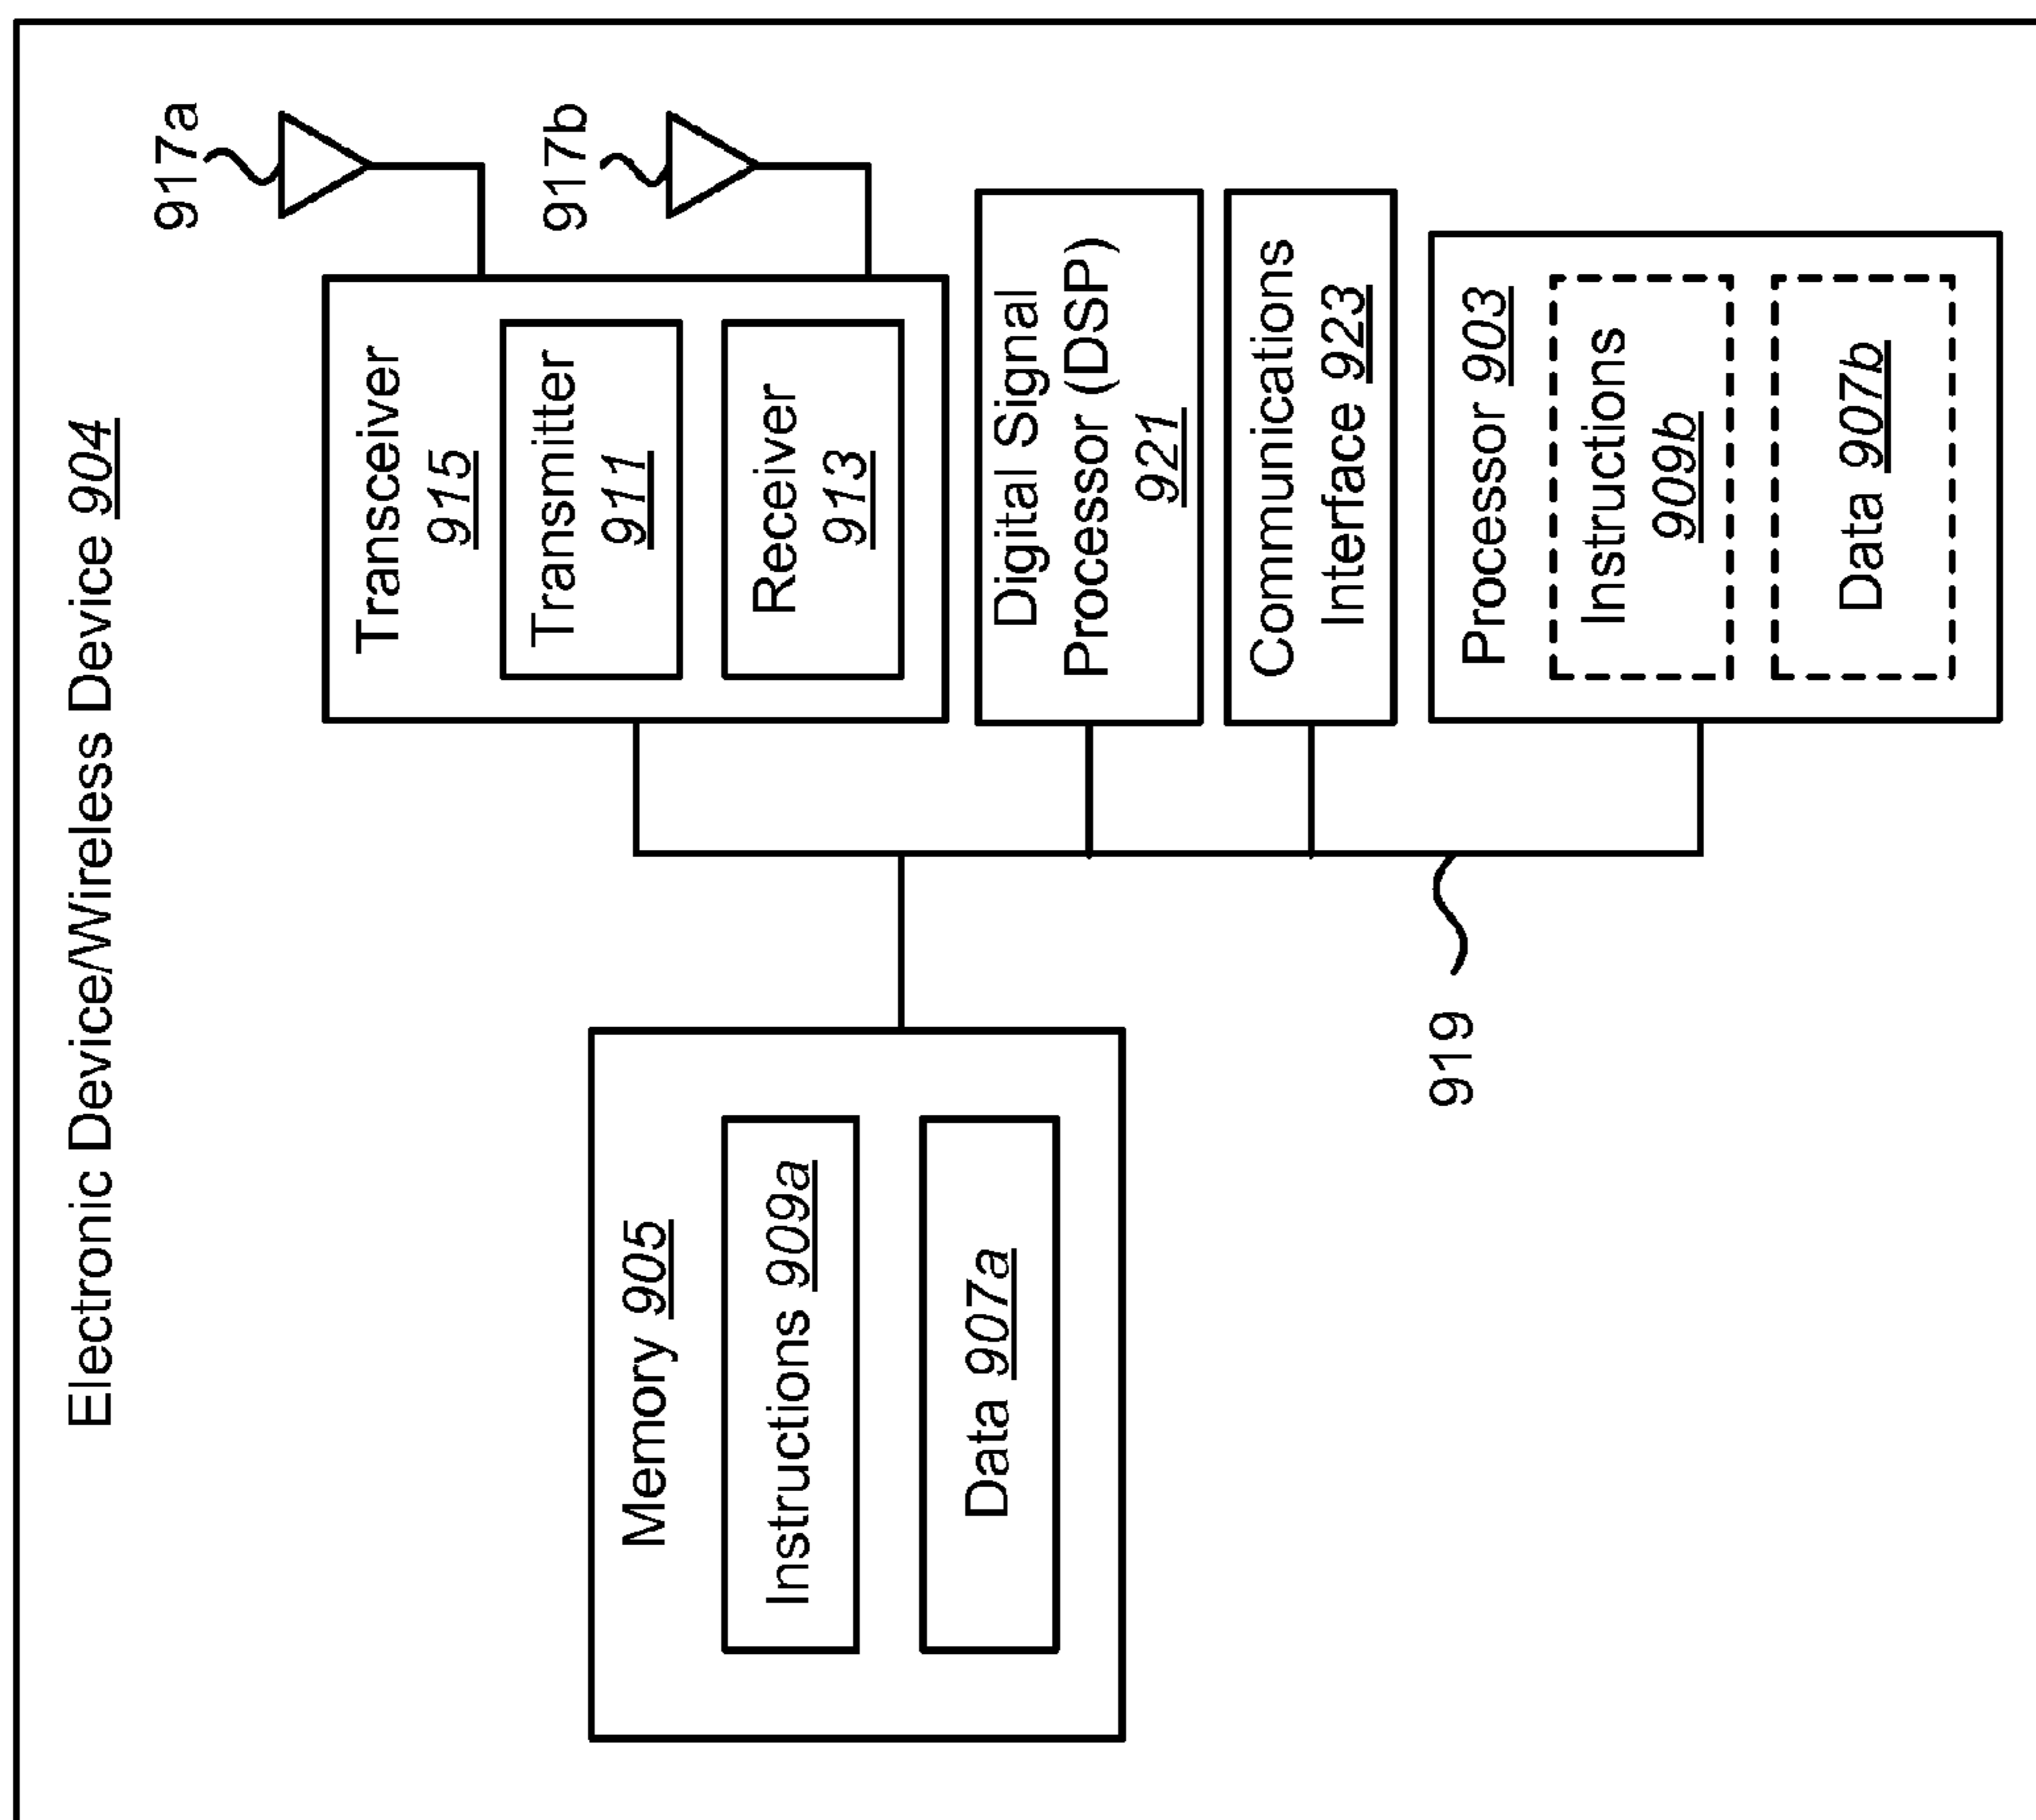 Electronic Device/Wireless Device 904
917a
917b
Transceiver
915
Transmitter
911
Receiver
913
Digital Signal
Processor (DSP)
921
Communications
Interface 923
Processor 903
Instructions
909b
Data 907b
Memory 905
Instructions 909a
Data 907a
919